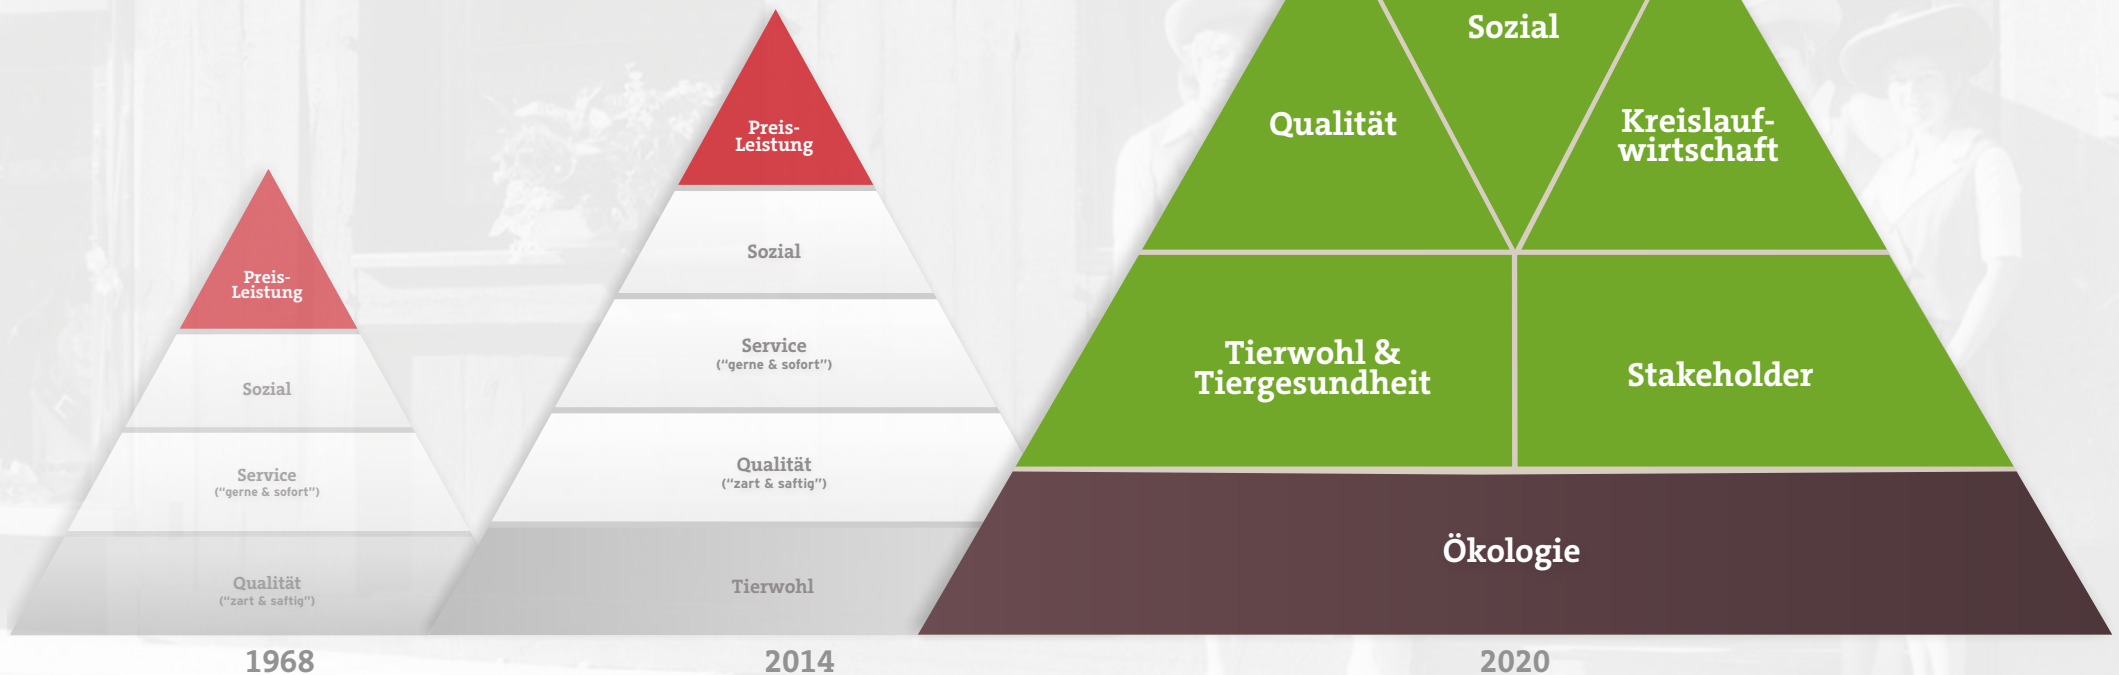 Preis-
Leistung
Sozial
Service
(“gerne & sofort”)
Qualität
(“zart & saftig”)
1968
Preis-
Leistung
Sozial
Service
(“gerne & sofort”)
Qualität
(“zart & saftig”)
Tierwohl
2014
Sozial
Qualität
Kreislauf-
wirtschaft
Tierwohl &
Tiergesundheit
Stakeholder
Ökologie
2020